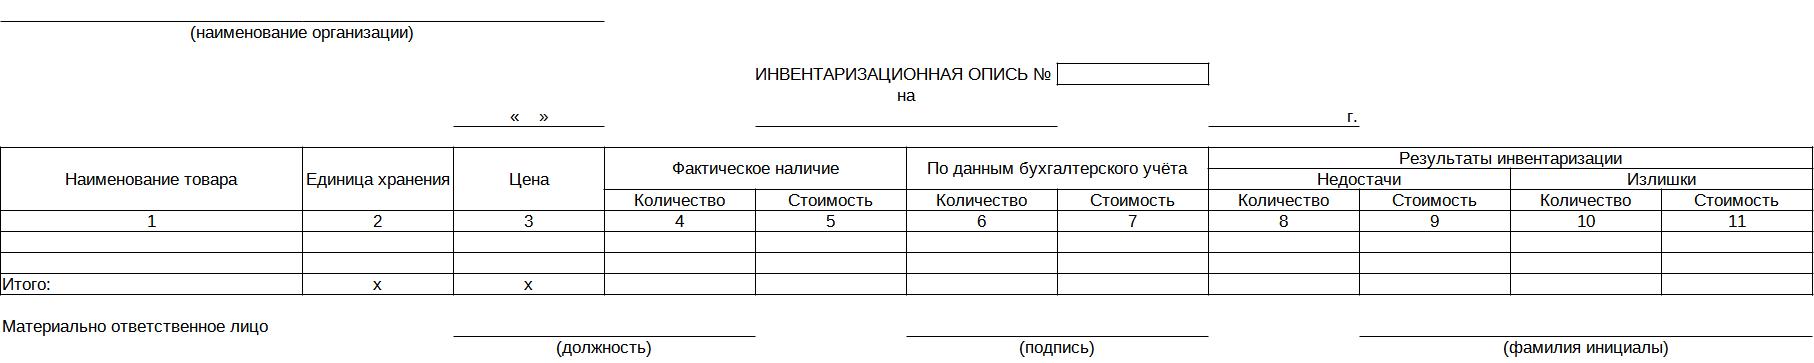 (наименование организации)
ИНВЕНТАРИЗАЦИОННАЯ ОПИСЬ №
на
« » г.
Наименование товара Единица хранения Цена Фактическое наличие По данным бухгалтерского учёта Результаты инвентаризации
Недостачи Излишки
Количество Стоимость Количество Стоимость Количество Стоимость Количество Стоимость
1 2 3 4 5 6 7 8 9 10 11
Итого: х х
Материально ответственное лицо
(должность) (подпись) (фамилия инициалы)